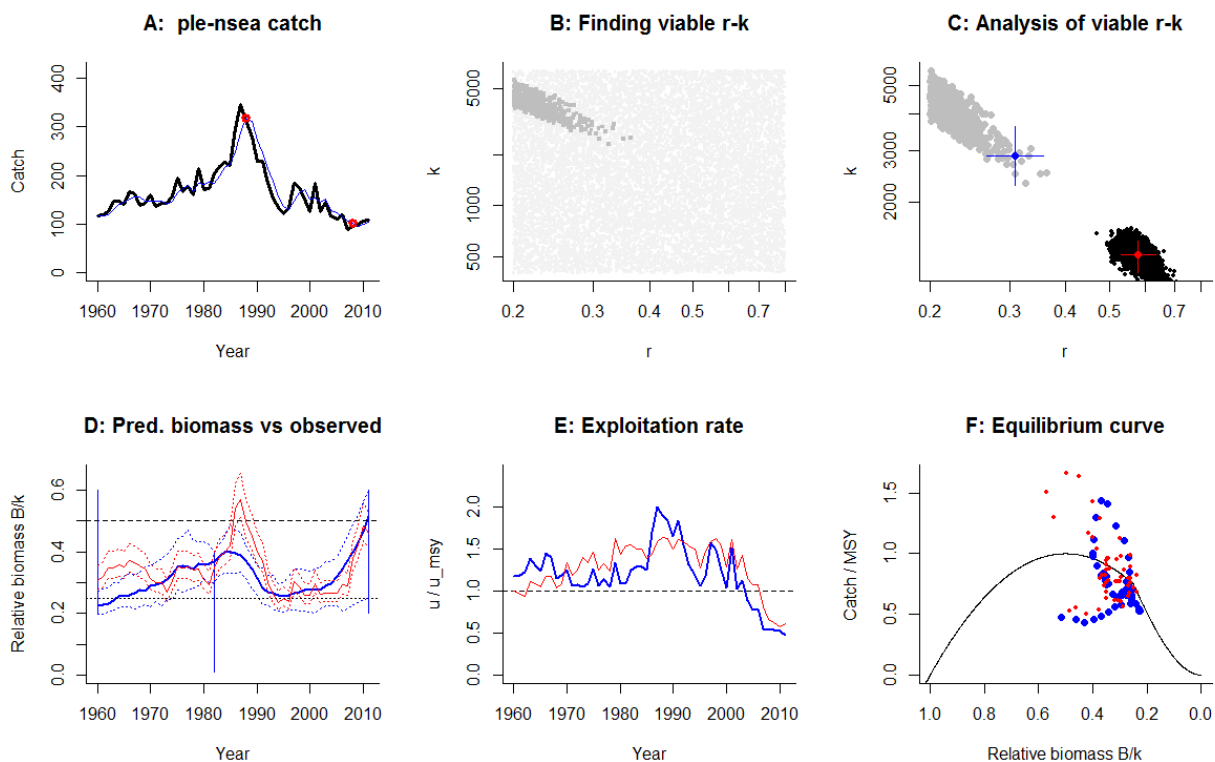 A: ple-nsea catch
Catch
400
300
200
100
0
1960 1970 1980 1990 2000 2010
Year
B: Finding viable r-k
k
5000
2000
1000
500
0.2 0.3 0.4 0.5 0.7
r
C: Analysis of viable r-k
k
5000
3000
2000
0.2 0.3 0.4 0.5 0.7
r
D: Pred. biomass vs observed
Relative biomass B/k
0.6
0.4
0.2
0.0
1960 1970 1980 1990 2000 2010
Year
E: Exploitation rate
u / u_msy
2.0
1.5
1.0
0.5
0.0
1960 1970 1980 1990 2000 2010
Year
F: Equilibrium curve
Catch / MSY
1.5
1.0
0.5
0.0
1.0 0.8 0.6 0.4 0.2 0.0
Relative biomass B/k